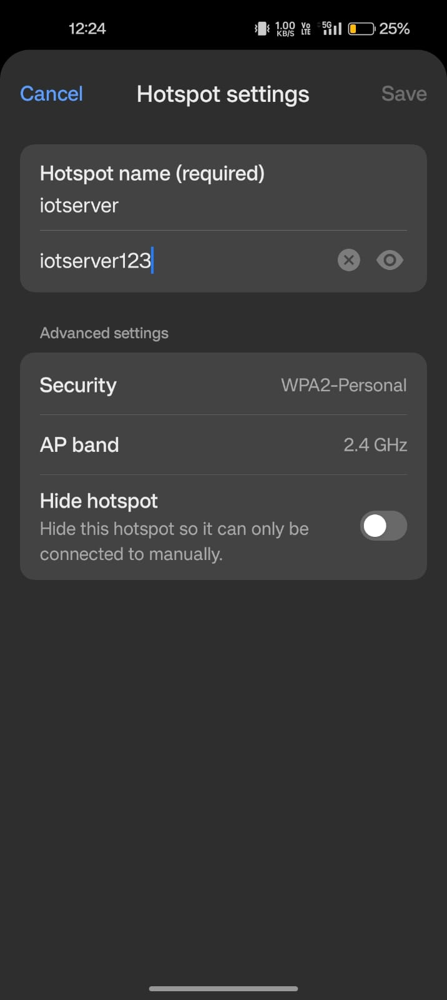 12:24
1.00 KB/S Vo LTE 5G 25%
Cancel Hotspot settings Save
Hotspot name (required)
iotserver
iotserver123
Advanced settings
Security WPA2-Personal
AP band 2.4 GHz
Hide hotspot
Hide this hotspot so it can only be
connected to manually.